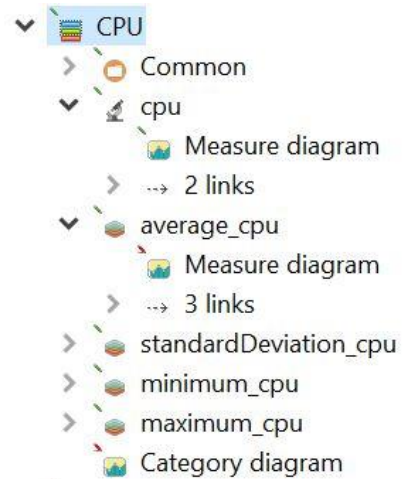 CPU
Common
cpu
Measure diagram
2 links
average_cpu
Measure diagram
3 links
standardDeviation_cpu
minimum_cpu
maximum_cpu
Category diagram